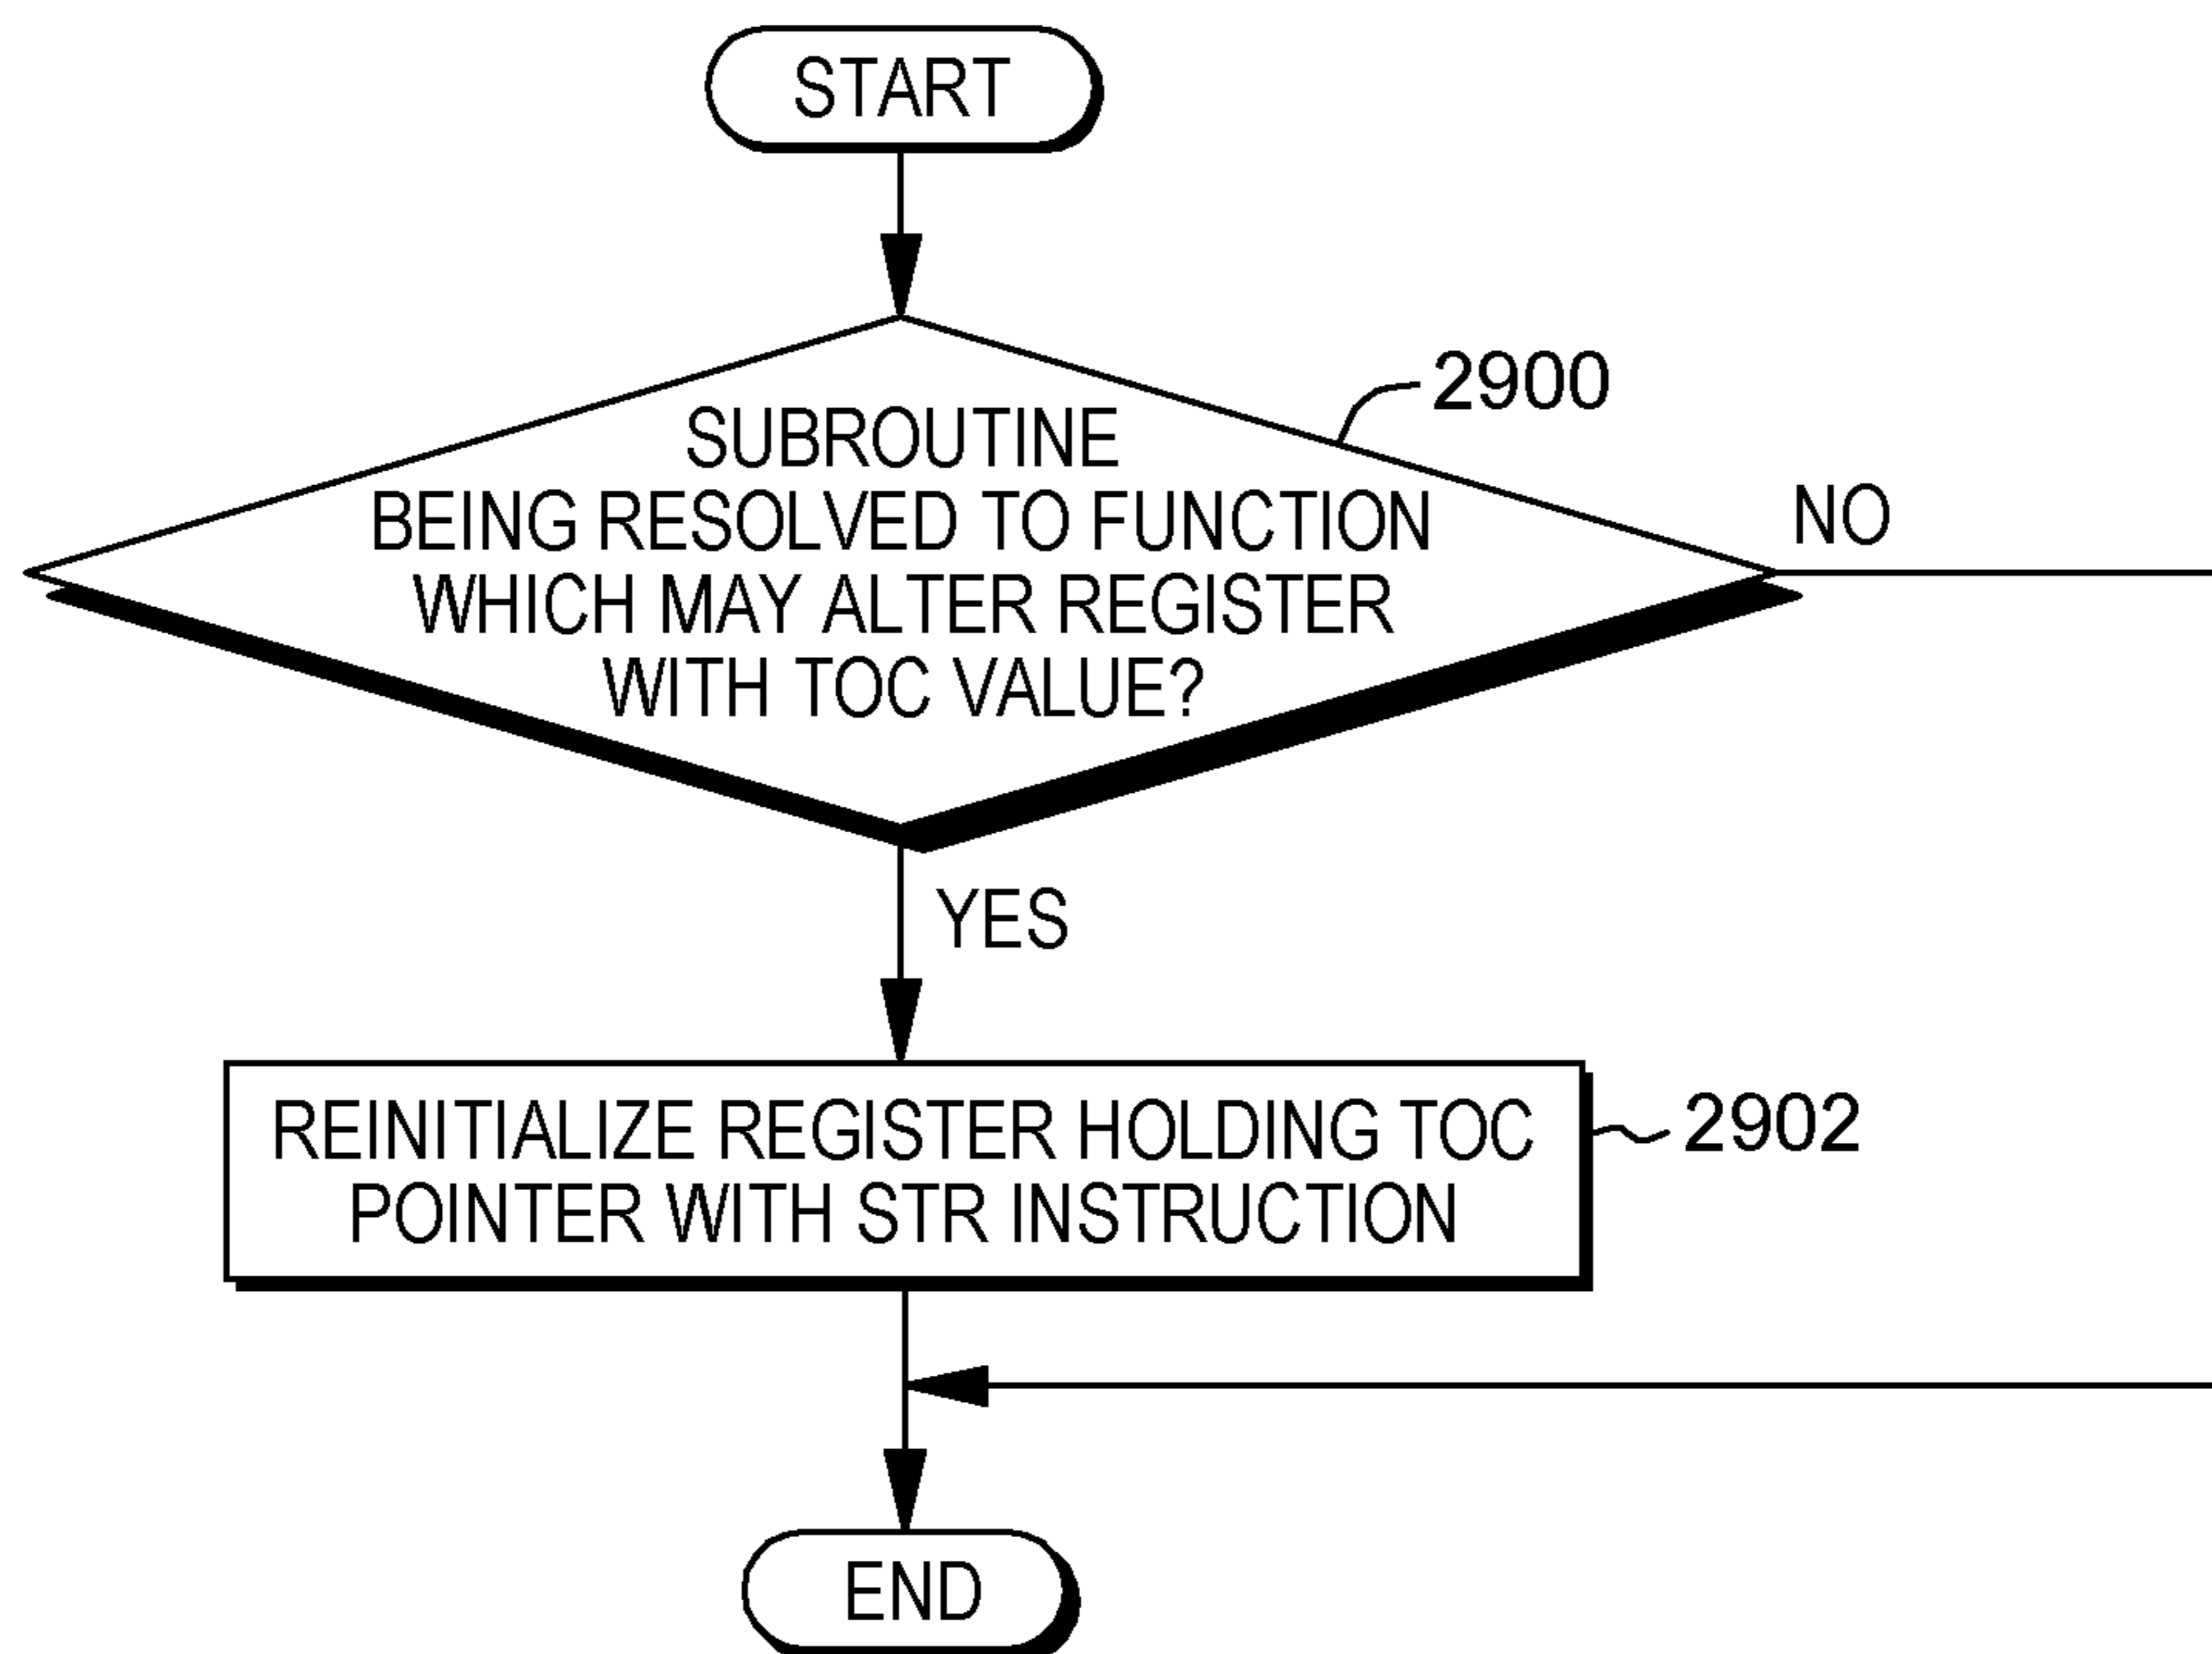 START
2900
SUBROUTINE
BEING RESOLVED TO FUNCTION
WHICH MAY ALTER REGISTER
WITH TOC VALUE?
NO
YES
REINITIALIZE REGISTER HOLDING TOC
POINTER WITH STR INSTRUCTION
2902
END